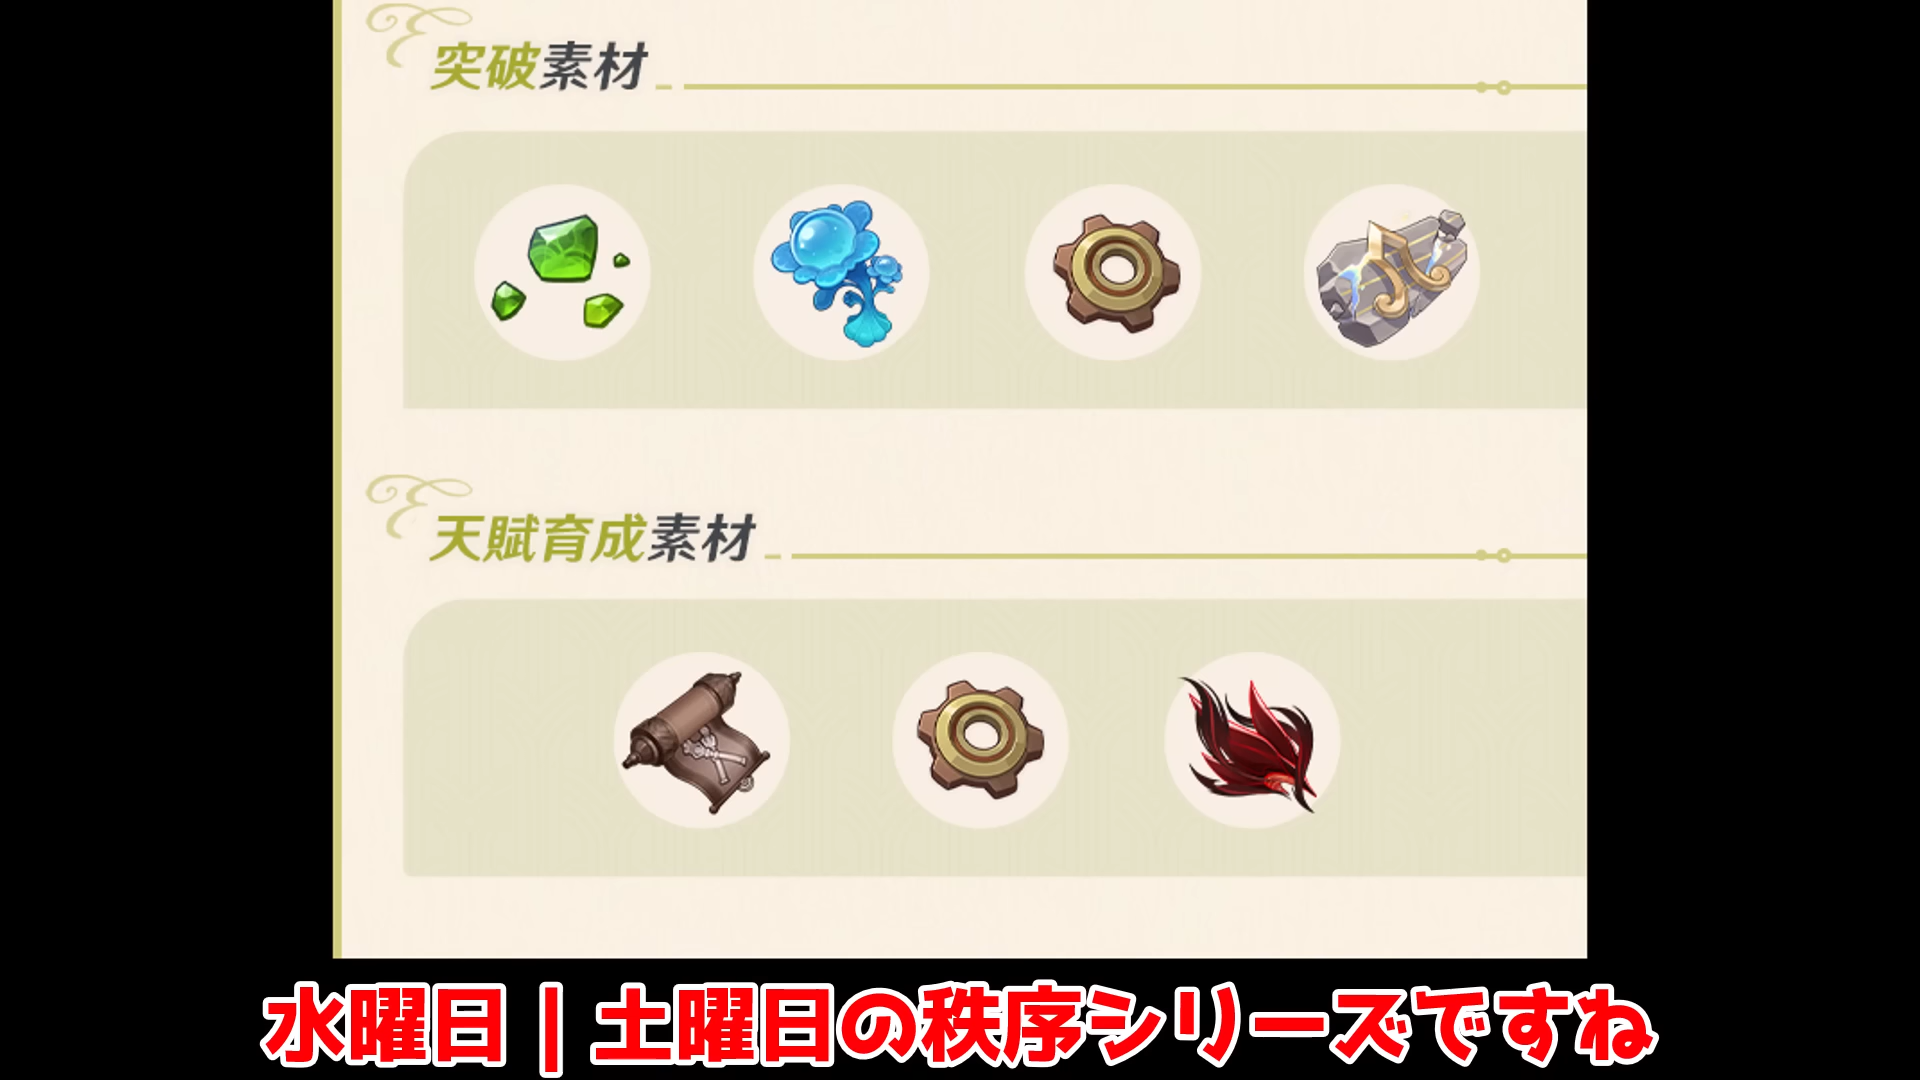 突破素材
天賦育成素材
水曜日｜土曜日の秩序シリーズですね